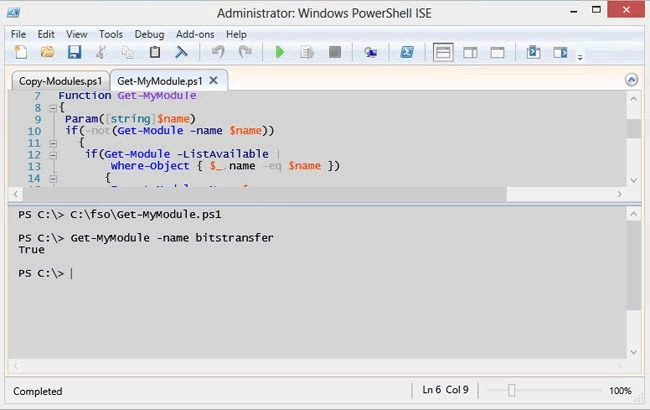 Administrator: Windows PowerShell ISE
File Edit View Tools Debug Add-ons Help
Copy-Modules.ps1 Get-MyModule.ps1
7 Function Get-MyModule
8 {
9 Param([string]$name)
10 if(-not(Get-Module -name $name))
11 {
12 if(Get-Module -ListAvailable |
13 Where-Object { $_.name -eq $name })
14 {
PS C:\> C:\fso\Get-MyModule.ps1
PS C:\> Get-MyModule -name bitstransfer
True
PS C:\>
Completed Ln 6 Col 9 100%